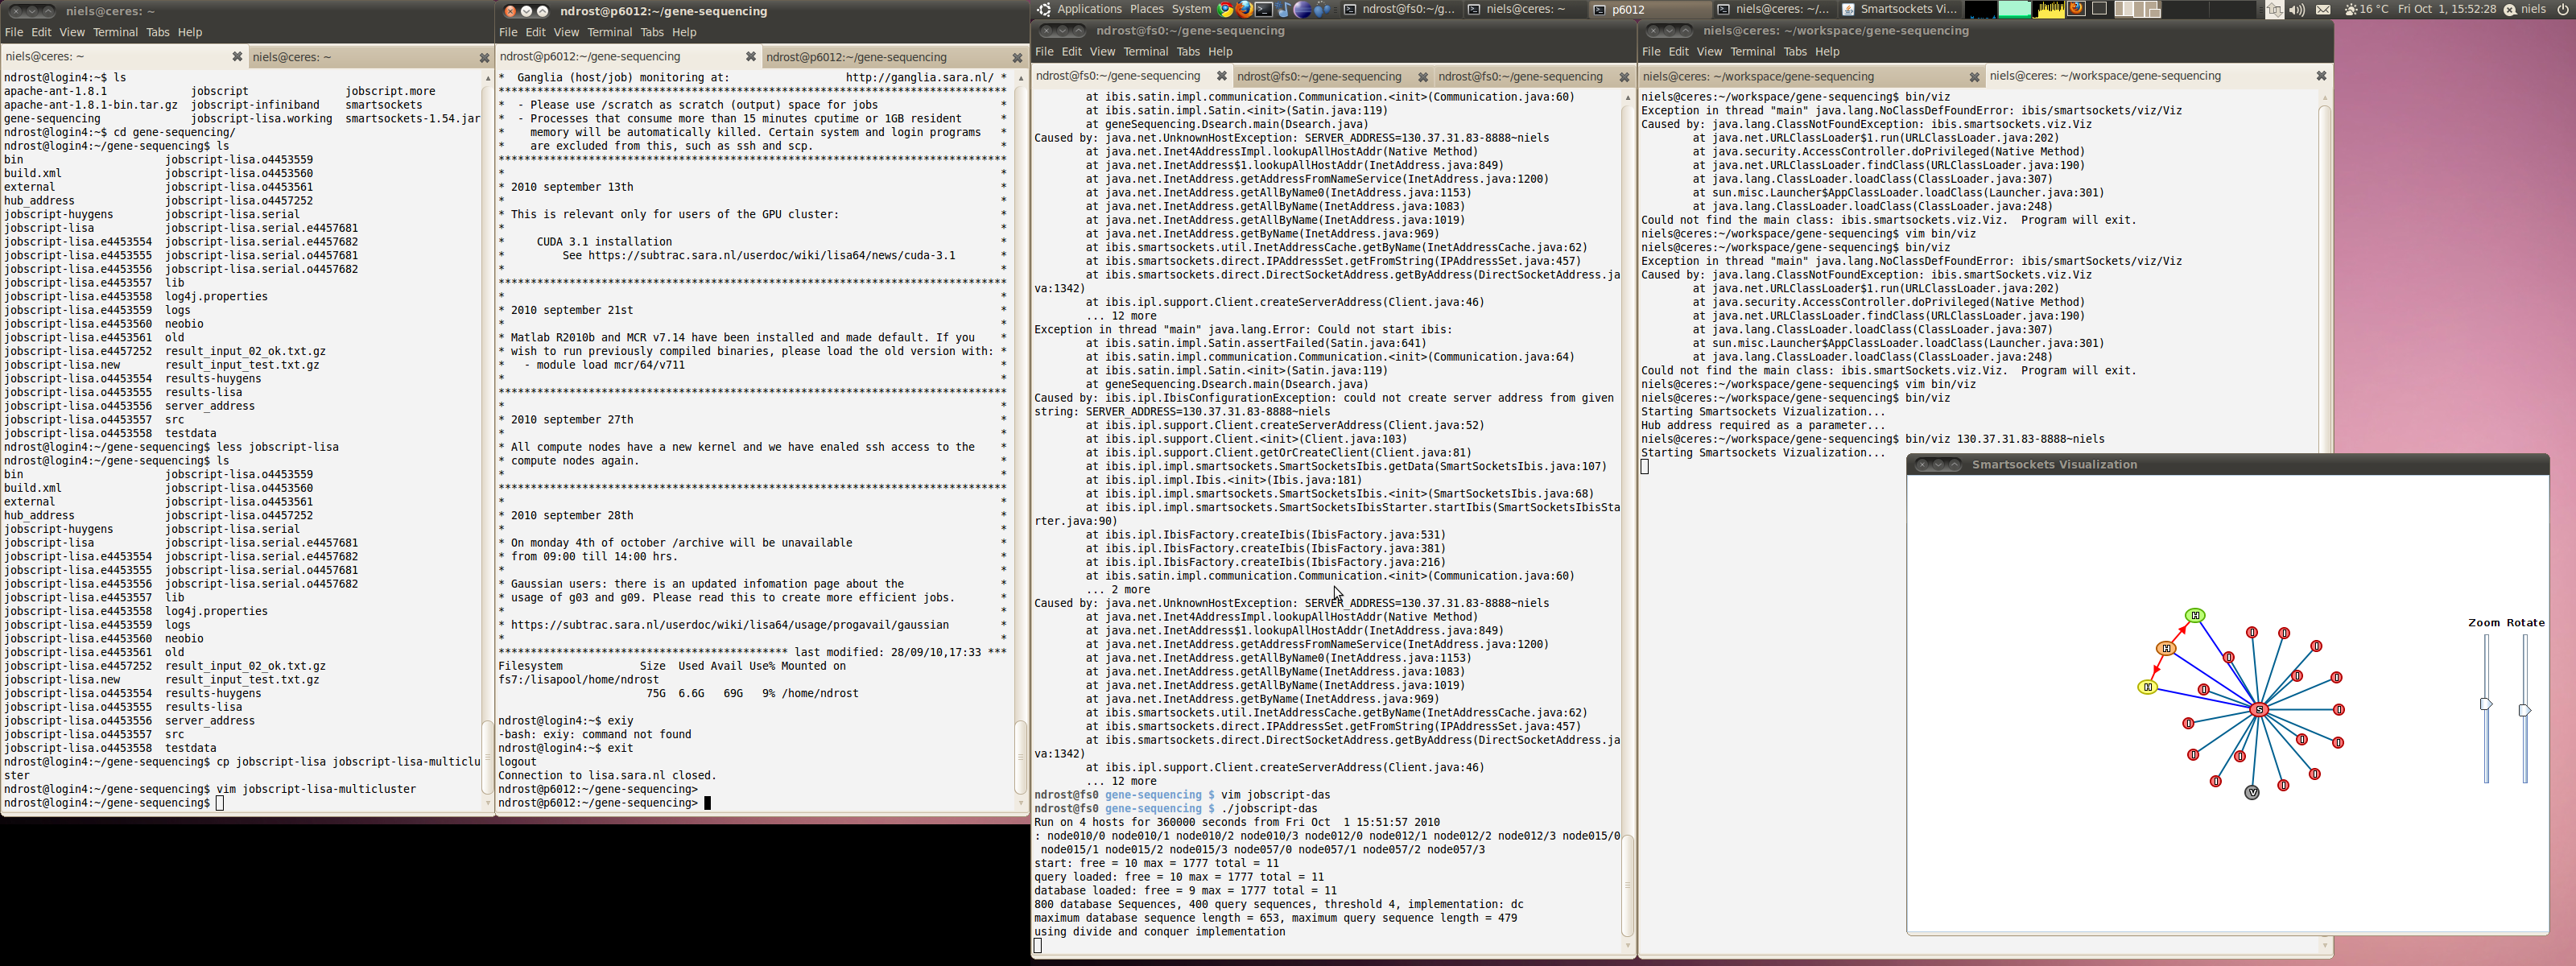 niels@ceres: ~
File Edit View Terminal Tabs Help
niels@ceres: ~
niels@ceres: ~
ndrost@login4:~$ ls
apache-ant-1.8.1 jobscript jobscript.more
apache-ant-1.8.1-bin.tar.gz jobscript-infiniband smartsockets
gene-sequencing jobscript-lisa.working smartsockets-1.54.jar
ndrost@login4:~$ cd gene-sequencing/
ndrost@login4:~/gene-sequencing$ ls
bin jobscript-lisa.o4453559
build.xml jobscript-lisa.o4453560
external jobscript-lisa.o4453561
hub_address jobscript-lisa.o4457252
jobscript-huygens jobscript-lisa.serial
jobscript-lisa jobscript-lisa.serial.e4457681
jobscript-lisa.e4453554 jobscript-lisa.serial.e4457682
jobscript-lisa.e4453555 jobscript-lisa.serial.o4457681
jobscript-lisa.e4453556 jobscript-lisa.serial.o4457682
jobscript-lisa.e4453557 lib
jobscript-lisa.e4453558 log4j.properties
jobscript-lisa.e4453559 logs
jobscript-lisa.e4453560 neobio
jobscript-lisa.e4453561 old
jobscript-lisa.e4457252 result_input_02_ok.txt.gz
jobscript-lisa.new result_input_test.txt.gz
jobscript-lisa.o4453554 results-huygens
jobscript-lisa.o4453555 results-lisa
jobscript-lisa.o4453556 server_address
jobscript-lisa.o4453557 src
jobscript-lisa.o4453558 testdata
ndrost@login4:~/gene-sequencing$ less jobscript-lisa
ndrost@login4:~/gene-sequencing$ ls
bin jobscript-lisa.o4453559
build.xml jobscript-lisa.o4453560
external jobscript-lisa.o4453561
hub_address jobscript-lisa.o4457252
jobscript-huygens jobscript-lisa.serial
jobscript-lisa jobscript-lisa.serial.e4457681
jobscript-lisa.e4453554 jobscript-lisa.serial.e4457682
jobscript-lisa.e4453555 jobscript-lisa.serial.o4457681
jobscript-lisa.e4453556 jobscript-lisa.serial.o4457682
jobscript-lisa.e4453557 lib
jobscript-lisa.e4453558 log4j.properties
jobscript-lisa.e4453559 logs
jobscript-lisa.e4453560 neobio
jobscript-lisa.e4453561 old
jobscript-lisa.e4457252 result_input_02_ok.txt.gz
jobscript-lisa.new result_input_test.txt.gz
jobscript-lisa.o4453554 results-huygens
jobscript-lisa.o4453555 results-lisa
jobscript-lisa.o4453556 server_address
jobscript-lisa.o4453557 src
jobscript-lisa.o4453558 testdata
ndrost@login4:~/gene-sequencing$ cp jobscript-lisa jobscript-lisa-multiclu
ster
ndrost@login4:~/gene-sequencing$ vim jobscript-lisa-multicluster
ndrost@login4:~/gene-sequencing$
ndrost@p6012:~/gene-sequencing
File Edit View Terminal Tabs Help
ndrost@p6012:~/gene-sequencing
ndrost@p6012:~/gene-sequencing
* Ganglia (host/job) monitoring at: http://ganglia.sara.nl/ *
*******************************************************************************
* - Please use /scratch as scratch (output) space for jobs *
* - Processes that consume more than 15 minutes cputime or 1GB resident *
* memory will be automatically killed. Certain system and login programs *
* are excluded from this, such as ssh and scp. *
*******************************************************************************
* *
* 2010 september 13th *
* *
* This is relevant only for users of the GPU cluster: *
* *
* CUDA 3.1 installation *
* See https://subtrac.sara.nl/userdoc/wiki/lisa64/news/cuda-3.1 *
* *
*******************************************************************************
* *
* 2010 september 21st *
* *
* Matlab R2010b and MCR v7.14 have been installed and made default. If you *
* wish to run previously compiled binaries, please load the old version with: *
* - module load mcr/64/v711 *
* *
*******************************************************************************
* *
* 2010 september 27th *
* *
* All compute nodes have a new kernel and we have enaled ssh access to the *
* compute nodes again. *
* *
*******************************************************************************
* *
* 2010 september 28th *
* *
* On monday 4th of october /archive will be unavailable *
* from 09:00 till 14:00 hrs. *
* *
* Gaussian users: there is an updated infomation page about the *
* usage of g03 and g09. Please read this to create more efficient jobs. *
* *
* https://subtrac.sara.nl/userdoc/wiki/lisa64/usage/progavail/gaussian *
* *
********************************************* last modified: 28/09/10,17:33 ***
Filesystem Size Used Avail Use% Mounted on
fs7:/lisapool/home/ndrost
75G 6.6G 69G 9% /home/ndrost
ndrost@login4:~$ exiy
-bash: exiy: command not found
ndrost@login4:~$ exit
logout
Connection to lisa.sara.nl closed.
ndrost@p6012:~/gene-sequencing>
ndrost@p6012:~/gene-sequencing>
Applications Places System
ndrost@fs0:~/g...
niels@ceres: ~
p6012
niels@ceres: ~/...
Smartsockets Vi...
16 °C Fri Oct 1, 15:52:28 niels
ndrost@fs0:~/gene-sequencing
File Edit View Terminal Tabs Help
ndrost@fs0:~/gene-sequencing
ndrost@fs0:~/gene-sequencing
ndrost@fs0:~/gene-sequencing
at ibis.satin.impl.communication.Communication.<init>(Communication.java:60)
at ibis.satin.impl.Satin.<init>(Satin.java:119)
at geneSequencing.Dsearch.main(Dsearch.java)
Caused by: java.net.UnknownHostException: SERVER_ADDRESS=130.37.31.83-8888~niels
at java.net.Inet4AddressImpl.lookupAllHostAddr(Native Method)
at java.net.InetAddress$1.lookupAllHostAddr(InetAddress.java:849)
at java.net.InetAddress.getAddressFromNameService(InetAddress.java:1200)
at java.net.InetAddress.getAllByName0(InetAddress.java:1153)
at java.net.InetAddress.getAllByName(InetAddress.java:1083)
at java.net.InetAddress.getAllByName(InetAddress.java:1019)
at java.net.InetAddress.getByName(InetAddress.java:969)
at ibis.smartsockets.util.InetAddressCache.getByName(InetAddressCache.java:62)
at ibis.smartsockets.direct.IPAddressSet.getFromString(IPAddressSet.java:457)
at ibis.smartsockets.direct.DirectSocketAddress.getByAddress(DirectSocketAddress.ja
va:1342)
at ibis.ipl.support.Client.createServerAddress(Client.java:46)
... 12 more
Exception in thread "main" java.lang.Error: Could not start ibis:
at ibis.satin.impl.Satin.assertFailed(Satin.java:641)
at ibis.satin.impl.communication.Communication.<init>(Communication.java:64)
at ibis.satin.impl.Satin.<init>(Satin.java:119)
at geneSequencing.Dsearch.main(Dsearch.java)
Caused by: ibis.ipl.IbisConfigurationException: could not create server address from given
string: SERVER_ADDRESS=130.37.31.83-8888~niels
at ibis.ipl.support.Client.createServerAddress(Client.java:52)
at ibis.ipl.support.Client.<init>(Client.java:103)
at ibis.ipl.support.Client.getOrCreateClient(Client.java:81)
at ibis.ipl.impl.smartsockets.SmartSocketsIbis.getData(SmartSocketsIbis.java:107)
at ibis.ipl.impl.Ibis.<init>(Ibis.java:181)
at ibis.ipl.impl.smartsockets.SmartSocketsIbis.<init>(SmartSocketsIbis.java:68)
at ibis.ipl.impl.smartsockets.SmartSocketsIbisStarter.startIbis(SmartSocketsIbisSta
rter.java:90)
at ibis.ipl.IbisFactory.createIbis(IbisFactory.java:531)
at ibis.ipl.IbisFactory.createIbis(IbisFactory.java:381)
at ibis.ipl.IbisFactory.createIbis(IbisFactory.java:216)
at ibis.satin.impl.communication.Communication.<init>(Communication.java:60)
... 2 more
Caused by: java.net.UnknownHostException: SERVER_ADDRESS=130.37.31.83-8888~niels
at java.net.Inet4AddressImpl.lookupAllHostAddr(Native Method)
at java.net.InetAddress$1.lookupAllHostAddr(InetAddress.java:849)
at java.net.InetAddress.getAddressFromNameService(InetAddress.java:1200)
at java.net.InetAddress.getAllByName0(InetAddress.java:1153)
at java.net.InetAddress.getAllByName(InetAddress.java:1083)
at java.net.InetAddress.getAllByName(InetAddress.java:1019)
at java.net.InetAddress.getByName(InetAddress.java:969)
at ibis.smartsockets.util.InetAddressCache.getByName(InetAddressCache.java:62)
at ibis.smartsockets.direct.IPAddressSet.getFromString(IPAddressSet.java:457)
at ibis.smartsockets.direct.DirectSocketAddress.getByAddress(DirectSocketAddress.ja
va:1342)
at ibis.ipl.support.Client.createServerAddress(Client.java:46)
... 12 more
ndrost@fs0 gene-sequencing $ vim jobscript-das
ndrost@fs0 gene-sequencing $ ./jobscript-das
Run on 4 hosts for 360000 seconds from Fri Oct 1 15:51:57 2010
: node010/0 node010/1 node010/2 node010/3 node012/0 node012/1 node012/2 node012/3 node015/0
node015/1 node015/2 node015/3 node057/0 node057/1 node057/2 node057/3
start: free = 10 max = 1777 total = 11
query loaded: free = 10 max = 1777 total = 11
database loaded: free = 9 max = 1777 total = 11
800 database Sequences, 400 query sequences, threshold 4, implementation: dc
maximum database sequence length = 653, maximum query sequence length = 479
using divide and conquer implementation
niels@ceres: ~/workspace/gene-sequencing
File Edit View Terminal Tabs Help
niels@ceres: ~/workspace/gene-sequencing
niels@ceres: ~/workspace/gene-sequencing
niels@ceres:~/workspace/gene-sequencing$ bin/viz
Exception in thread "main" java.lang.NoClassDefFoundError: ibis/smartsockets/viz/Viz
Caused by: java.lang.ClassNotFoundException: ibis.smartsockets.viz.Viz
at java.net.URLClassLoader$1.run(URLClassLoader.java:202)
at java.security.AccessController.doPrivileged(Native Method)
at java.net.URLClassLoader.findClass(URLClassLoader.java:190)
at java.lang.ClassLoader.loadClass(ClassLoader.java:307)
at sun.misc.Launcher$AppClassLoader.loadClass(Launcher.java:301)
at java.lang.ClassLoader.loadClass(ClassLoader.java:248)
Could not find the main class: ibis.smartsockets.viz.Viz. Program will exit.
niels@ceres:~/workspace/gene-sequencing$ vim bin/viz
niels@ceres:~/workspace/gene-sequencing$ bin/viz
Exception in thread "main" java.lang.NoClassDefFoundError: ibis/smartSockets/viz/Viz
Caused by: java.lang.ClassNotFoundException: ibis.smartSockets.viz.Viz
at java.net.URLClassLoader$1.run(URLClassLoader.java:202)
at java.security.AccessController.doPrivileged(Native Method)
at java.net.URLClassLoader.findClass(URLClassLoader.java:190)
at java.lang.ClassLoader.loadClass(ClassLoader.java:307)
at sun.misc.Launcher$AppClassLoader.loadClass(Launcher.java:301)
at java.lang.ClassLoader.loadClass(ClassLoader.java:248)
Could not find the main class: ibis.smartSockets.viz.Viz. Program will exit.
niels@ceres:~/workspace/gene-sequencing$ vim bin/viz
niels@ceres:~/workspace/gene-sequencing$ bin/viz
Starting Smartsockets Vizualization...
Hub address required as a parameter...
niels@ceres:~/workspace/gene-sequencing$ bin/viz 130.37.31.83-8888~niels
Starting Smartsockets Vizualization...
Smartsockets Visualization
Zoom Rotate
H
H
H
S
V